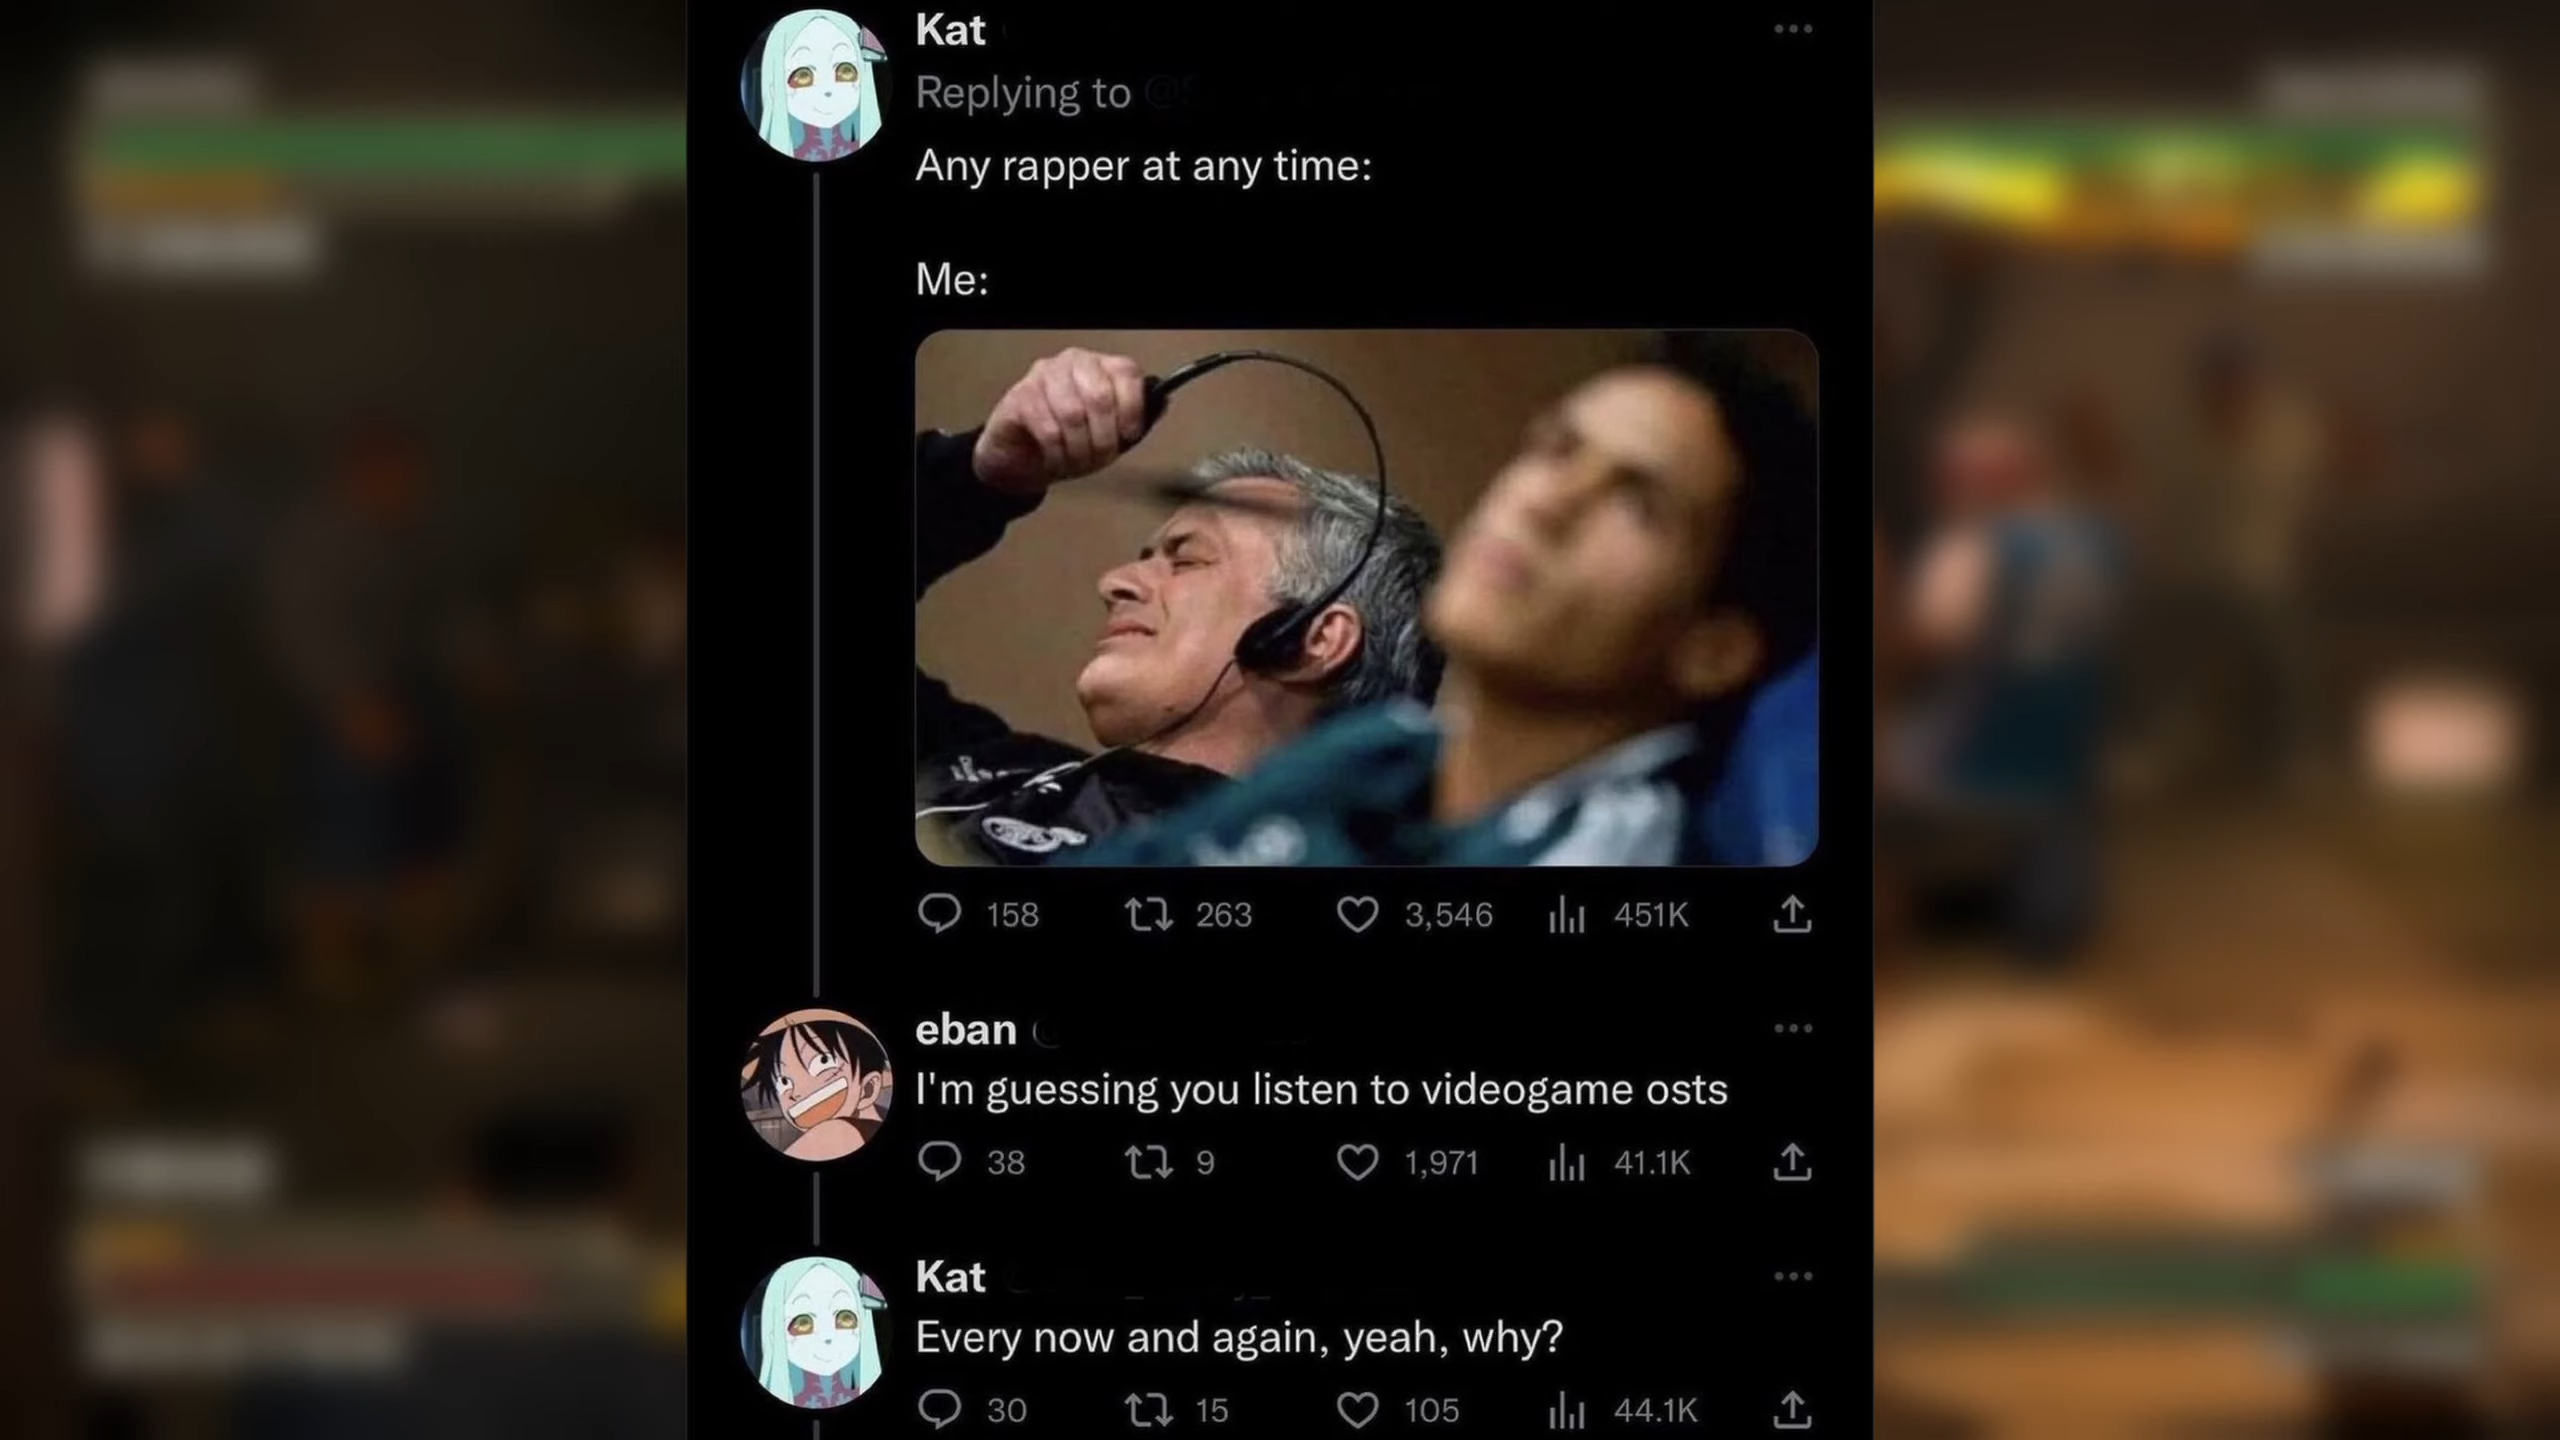 Kat
Replying to
Any rapper at any time:
Me:
158 263 3,546 451K
eban
I'm guessing you listen to videogame osts
38 9 1,971 41.1K
Kat
Every now and again, yeah, why?
30 15 105 44.1K